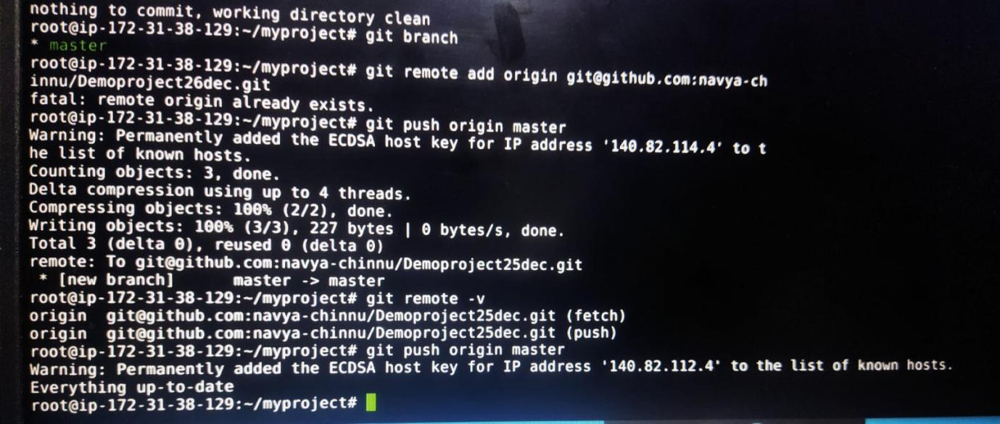 nothing to commit, working directory clean
root@ip-172-31-38-129:~/myproject# git branch
* master
root@ip-172-31-38-129:~/myproject# git remote add origin git@github.com:navya-ch
innu/Demoproject26dec.git
fatal: remote origin already exists.
root@ip-172-31-38-129:~/myproject# git push origin master
Warning: Permanently added the ECDSA host key for IP address '140.82.114.4' to t
he list of known hosts.
Counting objects: 3, done.
Delta compression using up to 4 threads.
Compressing objects: 100% (2/2), done.
Writing objects: 100% (3/3), 227 bytes | 0 bytes/s, done.
Total 3 (delta 0), reused 0 (delta 0)
remote: To git@github.com:navya-chinnu/Demoproject25dec.git
 * [new branch]      master -> master
root@ip-172-31-38-129:~/myproject# git remote -v
origin  git@github.com:navya-chinnu/Demoproject25dec.git (fetch)
origin  git@github.com:navya-chinnu/Demoproject25dec.git (push)
root@ip-172-31-38-129:~/myproject# git push origin master
Warning: Permanently added the ECDSA host key for IP address '140.82.112.4' to the list of known hosts.
Everything up-to-date
root@ip-172-31-38-129:~/myproject#